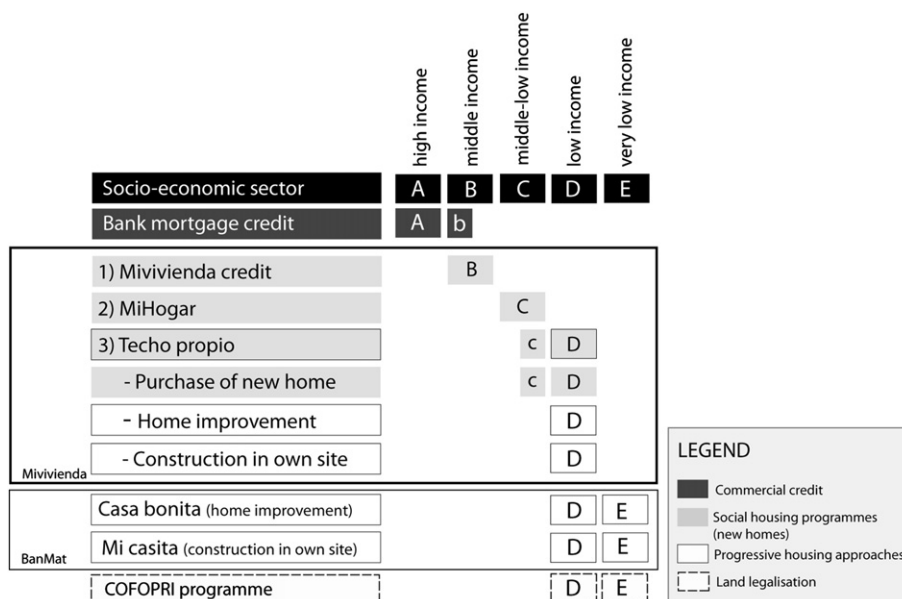 high income
middle income
middle-low income
low income
very low income
Socio-economic sector A B C D E
Bank mortgage credit A b
1) Mivivienda credit B
2) MiHogar C
3) Techo propio c D
- Purchase of new home c D
- Home improvement D
- Construction in own site D
Mivivienda
Casa bonita (home improvement) D E
Mi casita (construction in own site) D E
BanMat
COFOPRI programme D E
LEGEND
Commercial credit
Social housing programmes
(new homes)
Progressive housing approaches
Land legalisation